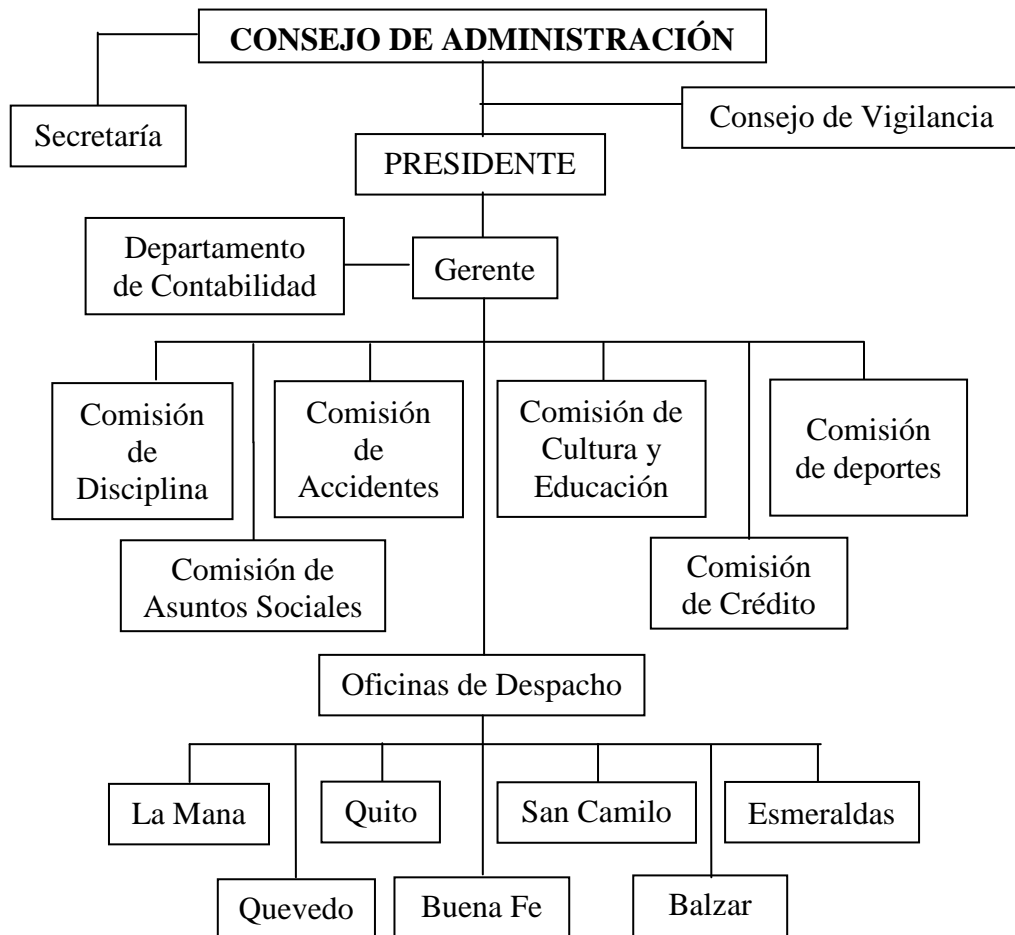 CONSEJO DE ADMINISTRACIÓN
Secretaría
Consejo de Vigilancia
PRESIDENTE
Departamento
de Contabilidad
Gerente
Comisión
de
Disciplina
Comisión
de
Accidentes
Comisión de
Cultura y
Educación
Comisión
de deportes
Comisión de
Asuntos Sociales
Comisión
de Crédito
Oficinas de Despacho
La Mana
Quito
San Camilo
Esmeraldas
Quevedo
Buena Fe
Balzar